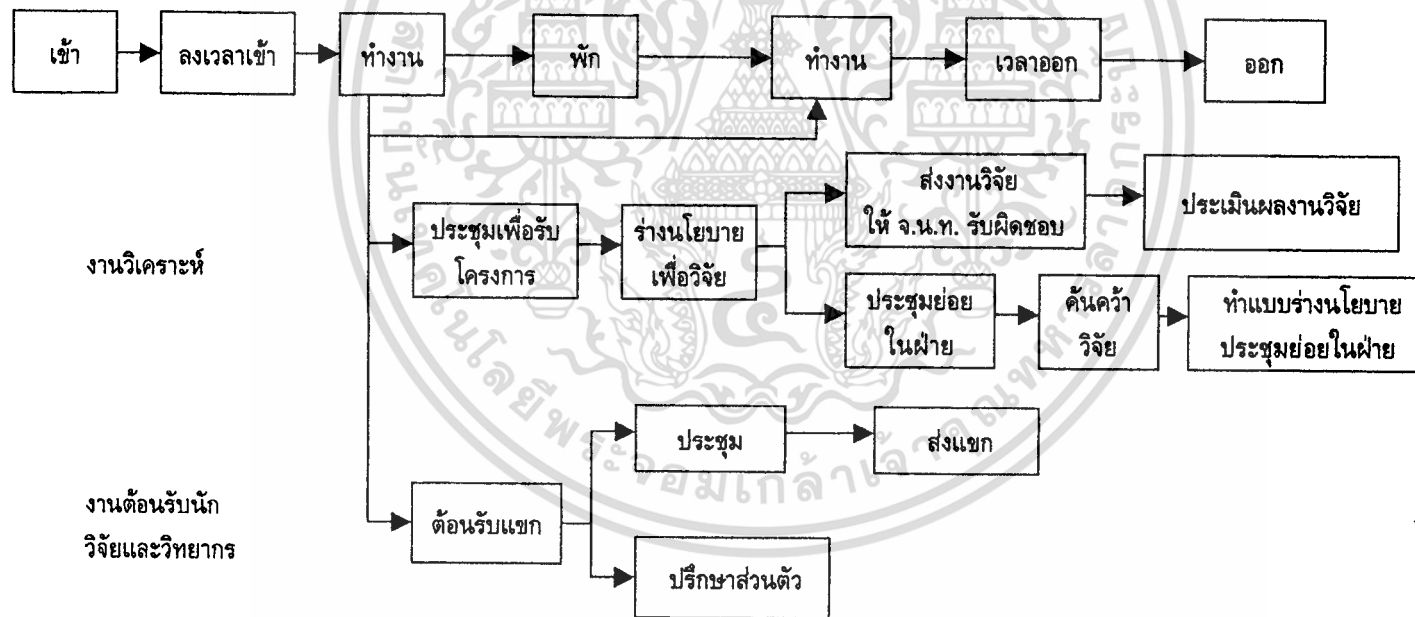 เข้า
ลงเวลาเข้า
ทำงาน
พัก
ทำงาน
เวลาออก
ออก
งานวิเคราะห์
ประชุมเพื่อรับ
โครงการ
ร่างนโยบาย
เพื่อวิจัย
ส่งงานวิจัย
ให้ จ.น.ท. รับผิดชอบ
ประเมินผลงานวิจัย
ประชุมย่อย
ในฝ่าย
ค้นคว้า
วิจัย
ทำแบบร่างนโยบาย
ประชุมย่อยในฝ่าย
งานต้อนรับนัก
วิจัยและวิทยากร
ต้อนรับแขก
ประชุม
ส่งแขก
ปรึกษาส่วนตัว